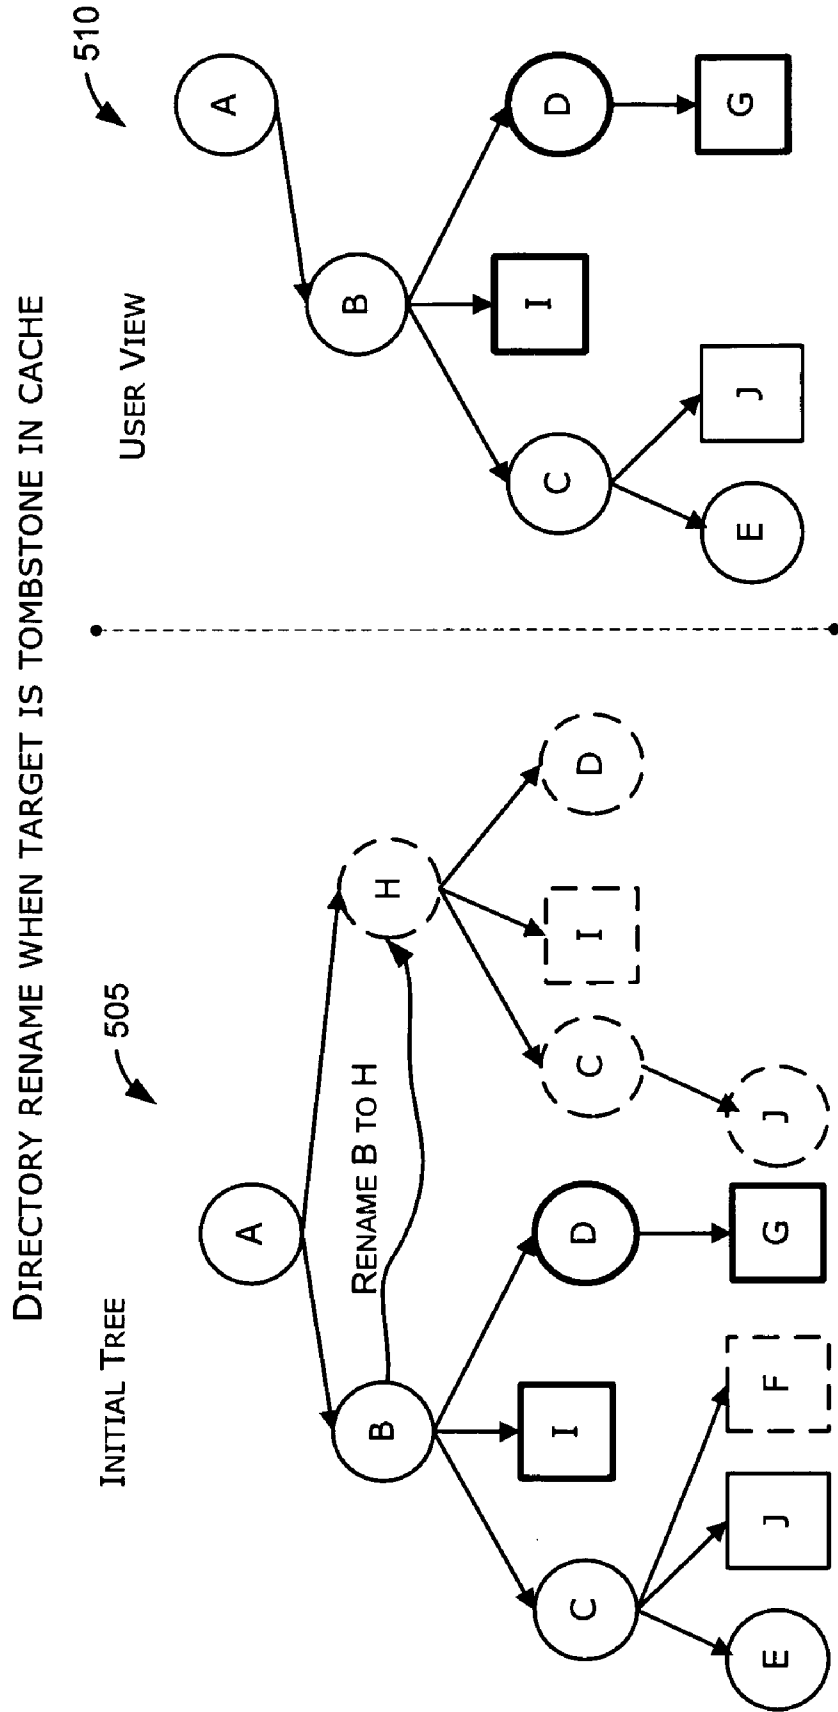 DIRECTORY RENAME WHEN TARGET IS TOMBSTONE IN CACHE
INITIAL TREE
505
A
B
RENAME B TO H
H
C
I
D
C
I
D
E
J
F
G
J
USER VIEW
510
A
B
C
I
D
E
J
G